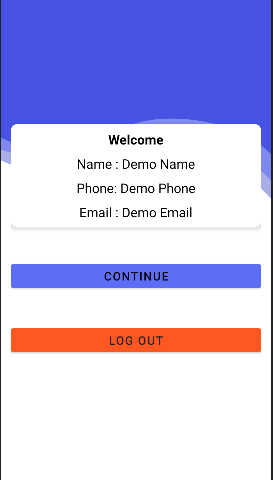 Welcome
Name : Demo Name
Phone: Demo Phone
Email : Demo Email
CONTINUE
LOG OUT